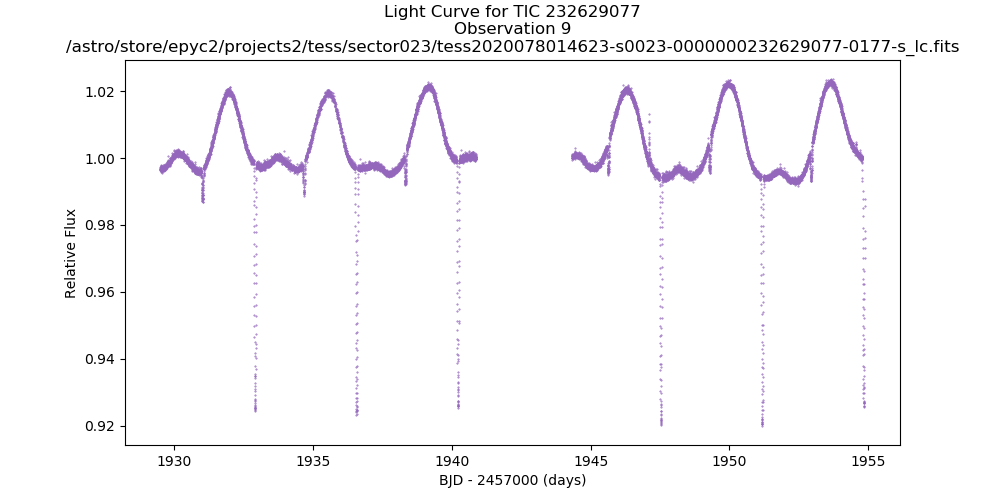 Light Curve for TIC 232629077
Observation 9
/astro/store/epyc2/projects2/tess/sector023/tess2020078014623-s0023-0000000232629077-0177-s_lc.fits
1.02
1.00
0.98
0.96
0.94
0.92
Relative Flux
1930
1935
1940
1945
1950
1955
BJD - 2457000 (days)